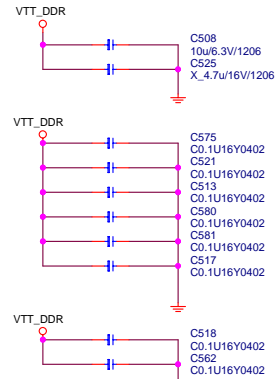 VTT_DDR
C508
10u/6.3V/1206
C525
X_4.7u/16V/1206
VTT_DDR
C575
C0.1U16Y0402
C521
C0.1U16Y0402
C513
C0.1U16Y0402
C580
C0.1U16Y0402
C581
C0.1U16Y0402
C517
C0.1U16Y0402
VTT_DDR
C518
C0.1U16Y0402
C562
C0.1U16Y0402